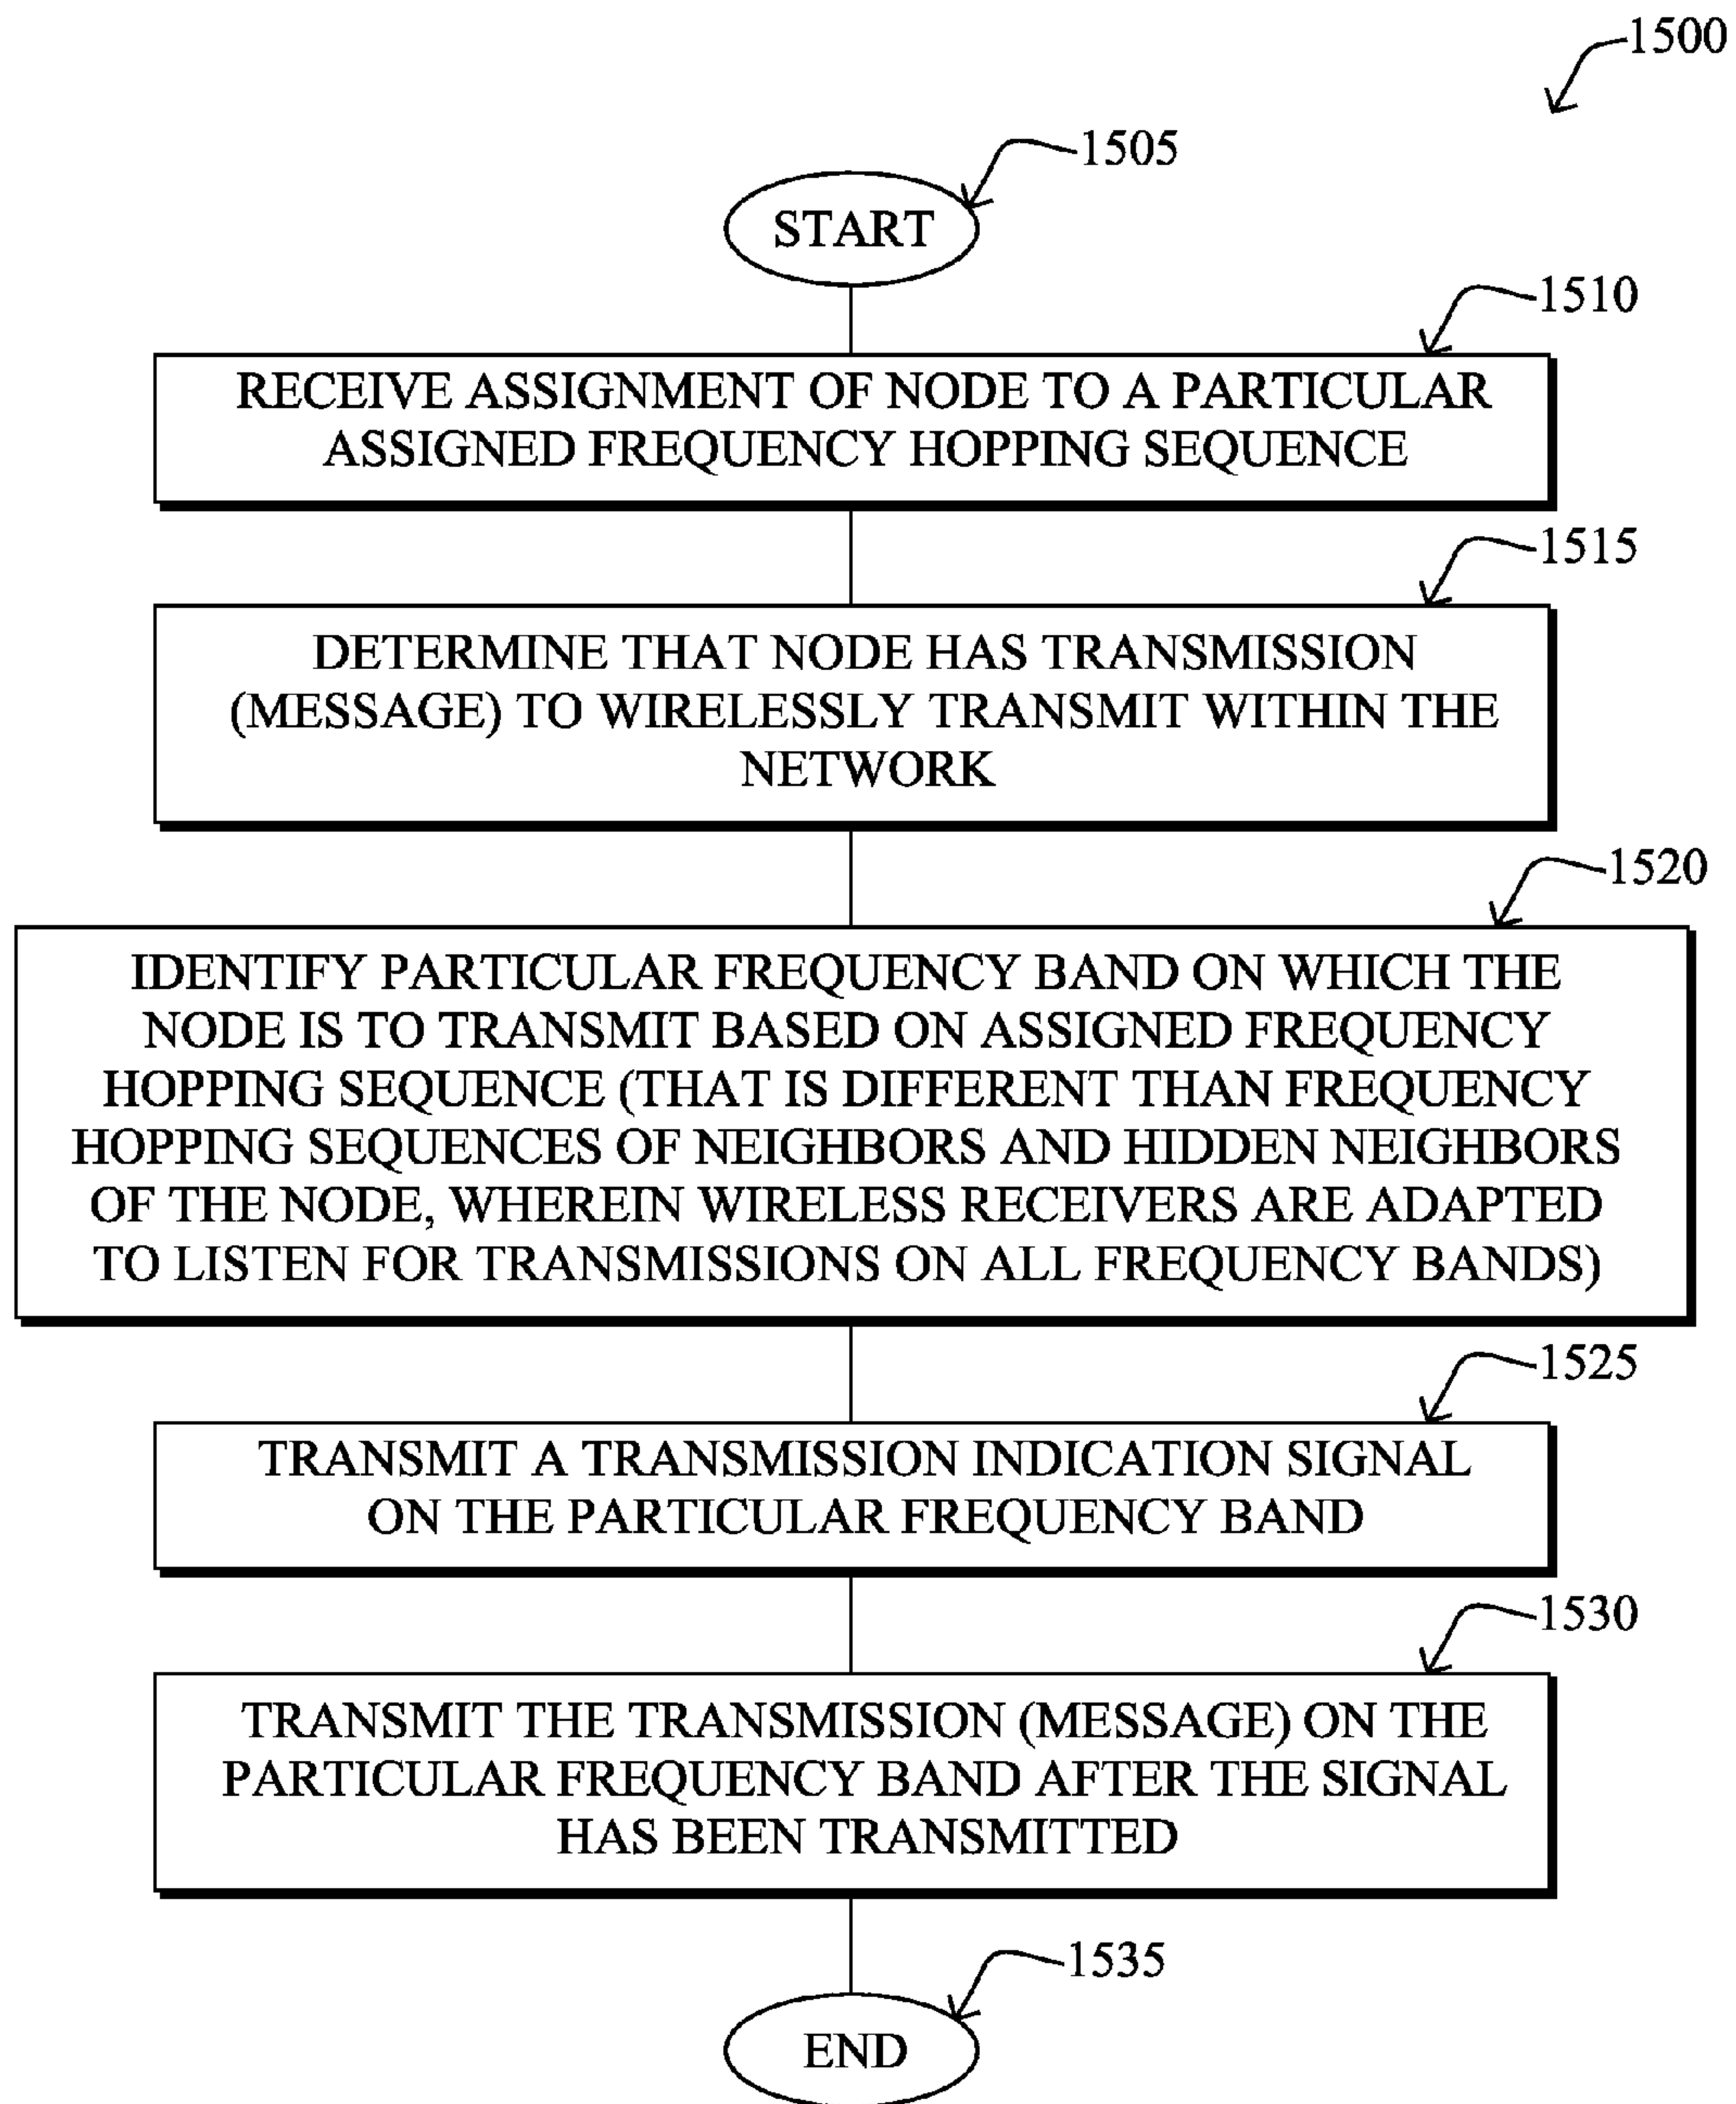 1500
1505
START
1510
RECEIVE ASSIGNMENT OF NODE TO A PARTICULAR
ASSIGNED FREQUENCY HOPPING SEQUENCE
1515
DETERMINE THAT NODE HAS TRANSMISSION
(MESSAGE) TO WIRELESSLY TRANSMIT WITHIN THE
NETWORK
1520
IDENTIFY PARTICULAR FREQUENCY BAND ON WHICH THE
NODE IS TO TRANSMIT BASED ON ASSIGNED FREQUENCY
HOPPING SEQUENCE (THAT IS DIFFERENT THAN FREQUENCY
HOPPING SEQUENCES OF NEIGHBORS AND HIDDEN NEIGHBORS
OF THE NODE, WHEREIN WIRELESS RECEIVERS ARE ADAPTED
TO LISTEN FOR TRANSMISSIONS ON ALL FREQUENCY BANDS)
1525
TRANSMIT A TRANSMISSION INDICATION SIGNAL
ON THE PARTICULAR FREQUENCY BAND
1530
TRANSMIT THE TRANSMISSION (MESSAGE) ON THE
PARTICULAR FREQUENCY BAND AFTER THE SIGNAL
HAS BEEN TRANSMITTED
1535
END